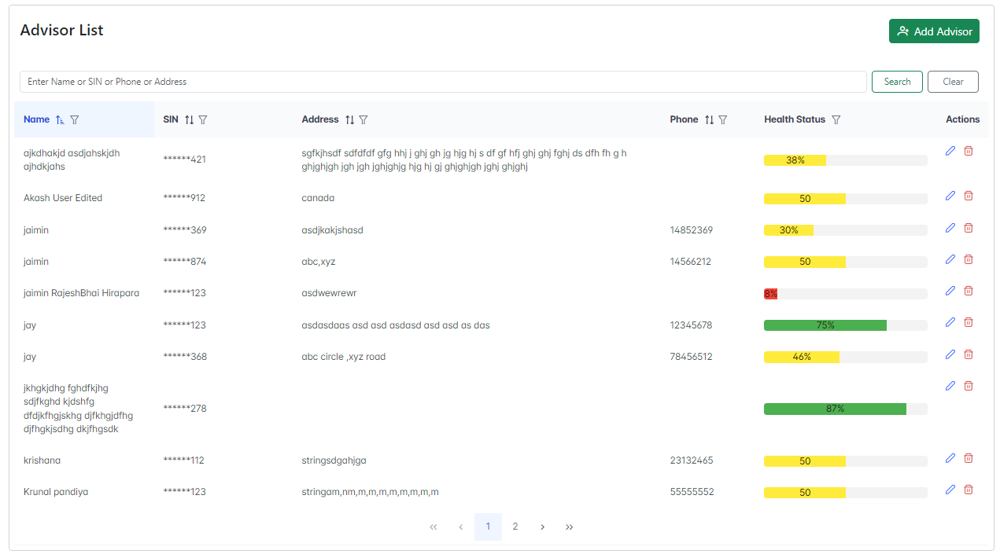 Advisor List
Add Advisor
Enter Name or SIN or Phone or Address
Search
Clear
Name SIN Address Phone Health Status Actions
ajkdhakjd asdjahskjdh
ajhdkjahs
******421
sgfkjhsdf sdfdfdf gfg hhj j ghj gh jg hjg hj s df gf hfj ghj ghj fghj ds dfh fh g h
ghjghjgh jgh jgh jghjghjg hjg hj gj ghjghjgh jghj ghjghj
38%
Akash User Edited ******912 canada 50
jaimin ******369 asdjkakjshasd 14852369 30%
jaimin ******874 abc,xyz 14566212 50
jaimin RajeshBhai Hirapara ******123 asdwewrewr 8%
jay ******123 asdasdaas asd asd asdasd asd asd as das 12345678 75%
jay ******368 abc circle ,xyz road 78456512 46%
jkhgkjdhg fghdfkjhg
sdjfkghd kjdshfg
dfdjkfhgjskhg djfkhgjdfhg
djfhgkjsdhg dkjfhgsdk
******278
87%
krishana ******112 stringsdgahjga 23132465 50
Krunal pandiya ******123 stringam,nm,m,m,m,m,m,m,m,m 55555552 50
« ‹ 1 2 › »